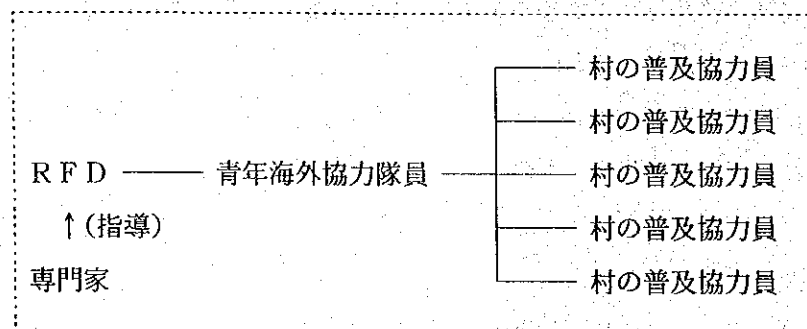 村の普及協力員
村の普及協力員
RFD 青年海外協力隊員 村の普及協力員
↑(指導) 村の普及協力員
専門家 村の普及協力員